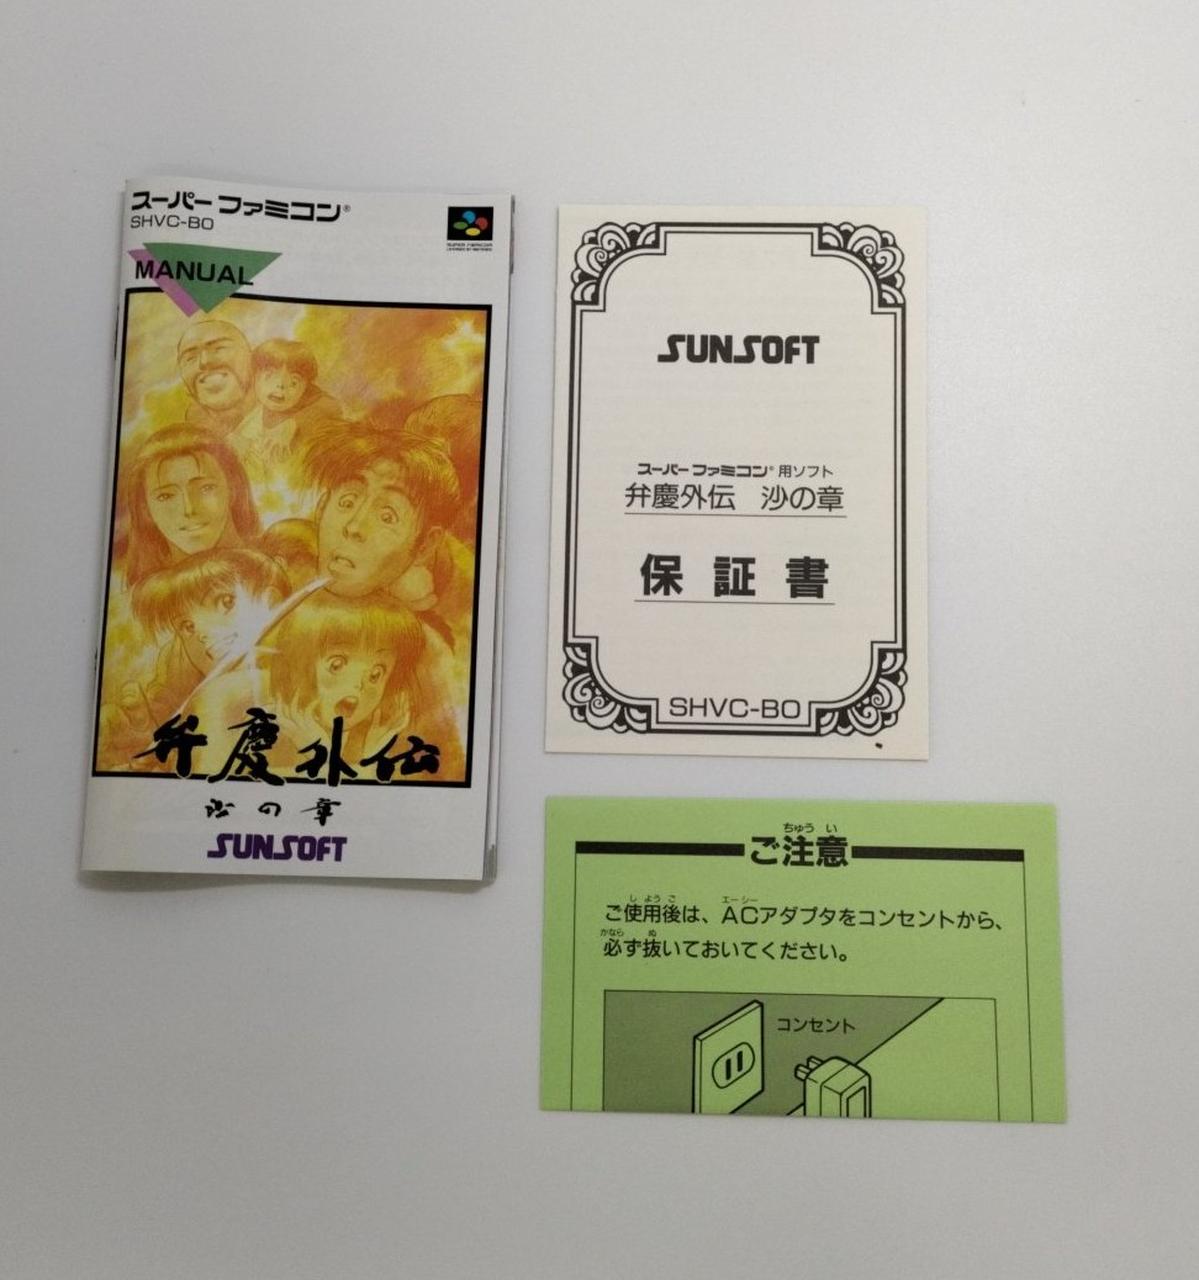 スーパーファミコン®
SHVC-BO
MANUAL
SUPER FAMICOM
弁慶外伝
沙の章
SUNSOFT
SUNSOFT
スーパーファミコン®用ソフト
弁慶外伝 沙の章
保証書
SHVC-BO
ちゅう い
ご注意
し よう ご エーシー
ご使用後は、ACアダプタをコンセントから、
かなら ぬ
必ず抜いておいてください。
コンセント